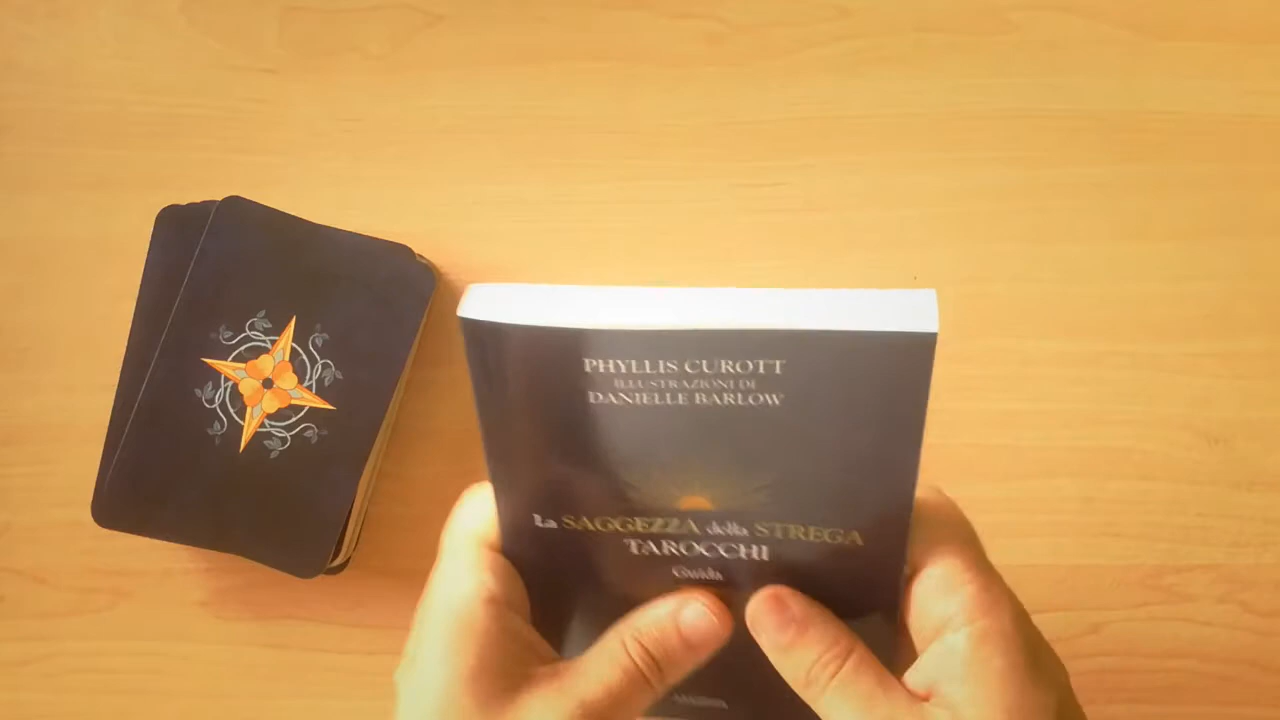 PHYLLIS CUROTT
ILLUSTRAZIONI DI
DANIELLE BARLOW
La SAGGEZZA della STREGA
TAROCCHI
Guida